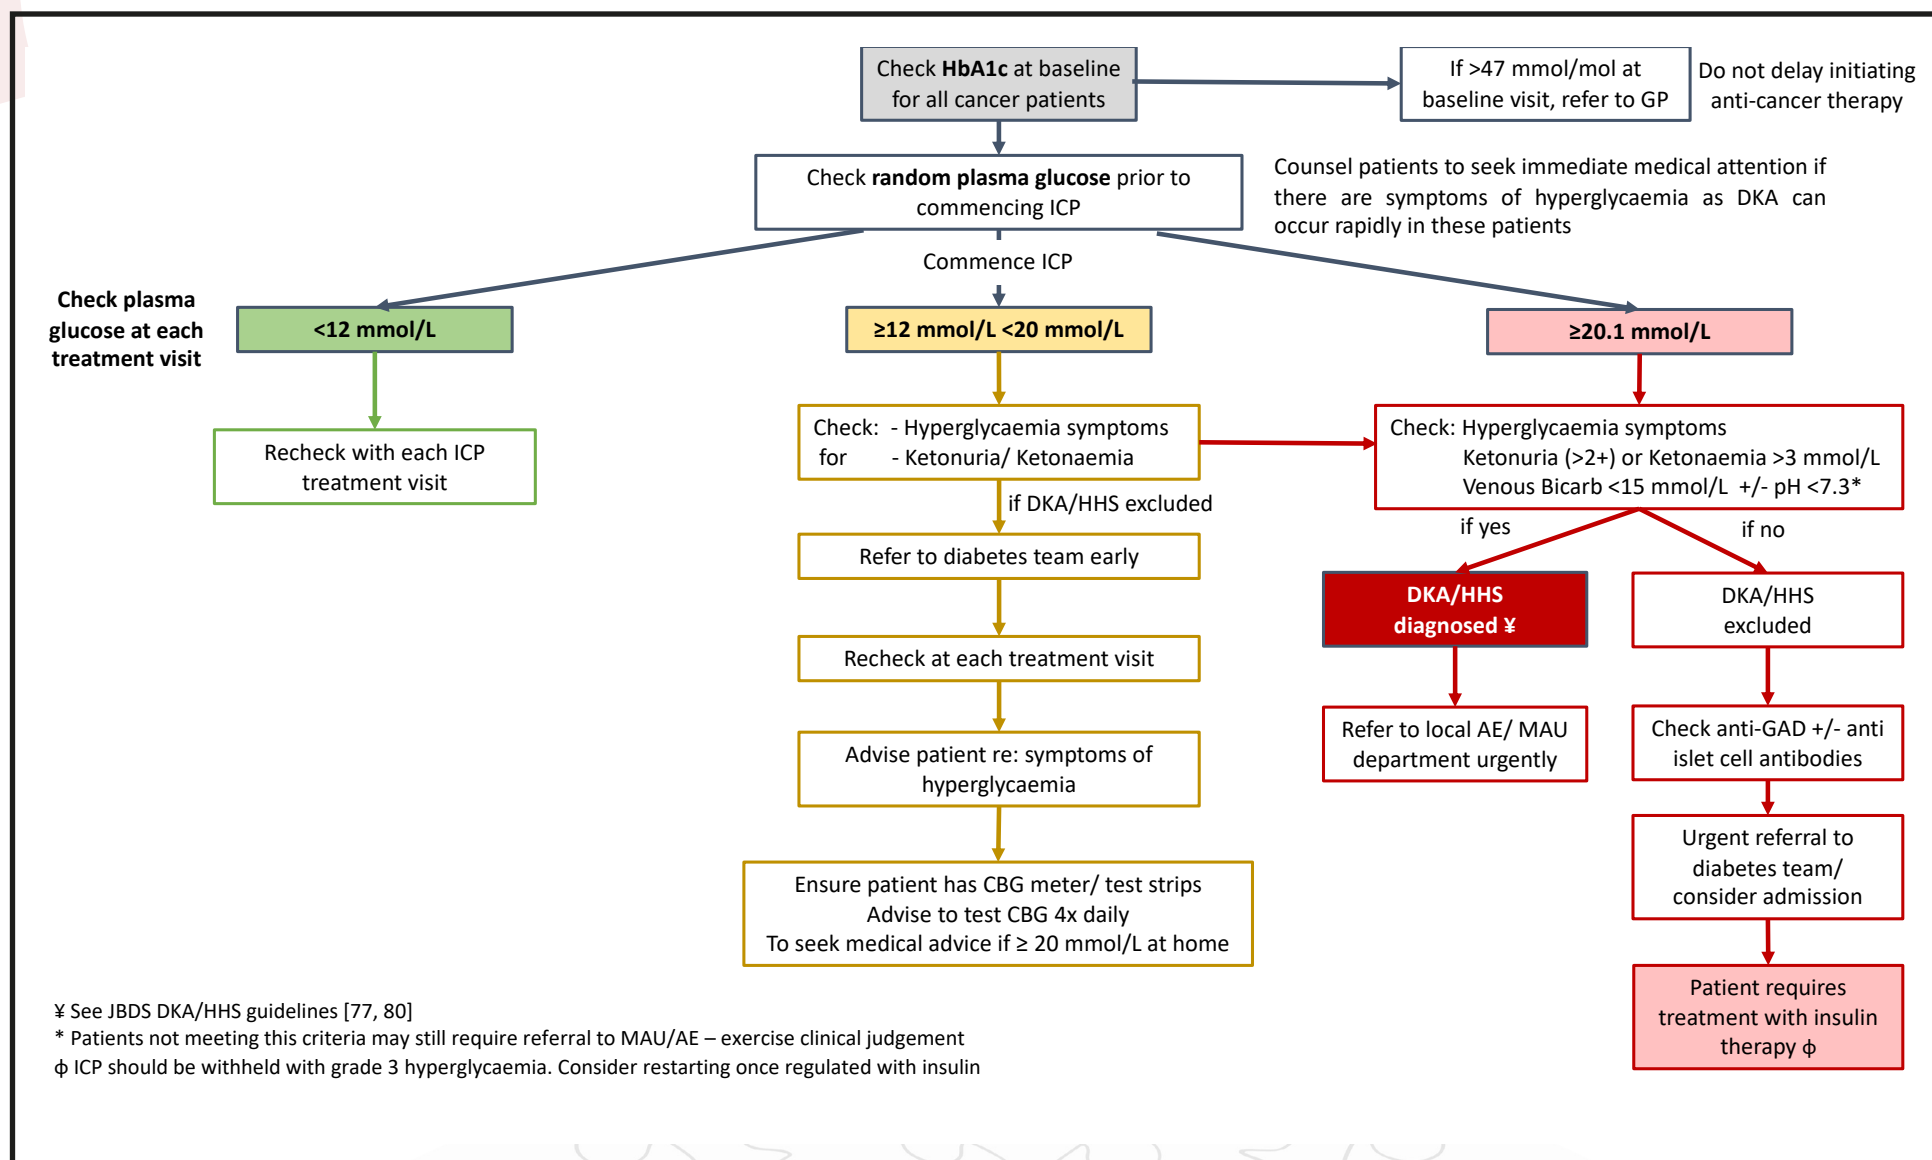 Check HbA1c at baseline
for all cancer patients
If >47 mmol/mol at
baseline visit, refer to GP
Do not delay initiating
anti-cancer therapy
Check random plasma glucose prior to
commencing ICP
Counsel patients to seek immediate medical attention if
there are symptoms of hyperglycaemia as DKA can
occur rapidly in these patients
Commence ICP
Check plasma
glucose at each
treatment visit
<12 mmol/L
≥12 mmol/L <20 mmol/L
≥20.1 mmol/L
Recheck with each ICP
treatment visit
Check: - Hyperglycaemia symptoms
for - Ketonuria/ Ketonaemia
if DKA/HHS excluded
Refer to diabetes team early
Recheck at each treatment visit
Advise patient re: symptoms of
hyperglycaemia
Ensure patient has CBG meter/ test strips
Advise to test CBG 4x daily
To seek medical advice if ≥ 20 mmol/L at home
Check: Hyperglycaemia symptoms
Ketonuria (>2+) or Ketonaemia >3 mmol/L
Venous Bicarb <15 mmol/L +/- pH <7.3*
if yes
if no
DKA/HHS
diagnosed ¥
Refer to local AE/ MAU
department urgently
DKA/HHS
excluded
Check anti-GAD +/- anti
islet cell antibodies
Urgent referral to
diabetes team/
consider admission
Patient requires
treatment with insulin
therapy ϕ
¥ See JBDS DKA/HHS guidelines [77, 80]
* Patients not meeting this criteria may still require referral to MAU/AE – exercise clinical judgement
ϕ ICP should be withheld with grade 3 hyperglycaemia. Consider restarting once regulated with insulin